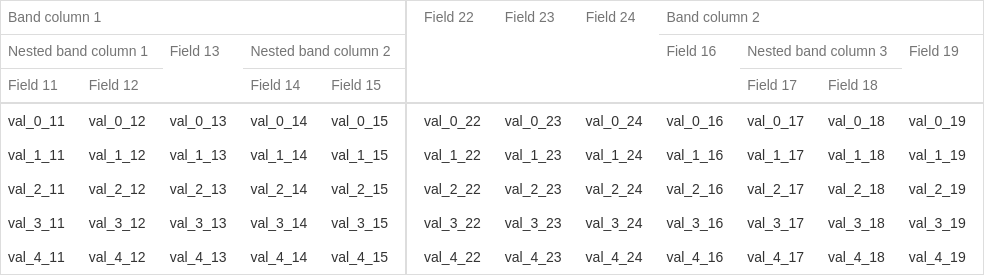 Band column 1 Field 22 Field 23 Field 24 Band column 2
Nested band column 1 Field 13 Nested band column 2 Field 16 Nested band column 3 Field 19
Field 11 Field 12 Field 14 Field 15 Field 17 Field 18
val_0_11 val_0_12 val_0_13 val_0_14 val_0_15 val_0_22 val_0_23 val_0_24 val_0_16 val_0_17 val_0_18 val_0_19
val_1_11 val_1_12 val_1_13 val_1_14 val_1_15 val_1_22 val_1_23 val_1_24 val_1_16 val_1_17 val_1_18 val_1_19
val_2_11 val_2_12 val_2_13 val_2_14 val_2_15 val_2_22 val_2_23 val_2_24 val_2_16 val_2_17 val_2_18 val_2_19
val_3_11 val_3_12 val_3_13 val_3_14 val_3_15 val_3_22 val_3_23 val_3_24 val_3_16 val_3_17 val_3_18 val_3_19
val_4_11 val_4_12 val_4_13 val_4_14 val_4_15 val_4_22 val_4_23 val_4_24 val_4_16 val_4_17 val_4_18 val_4_19